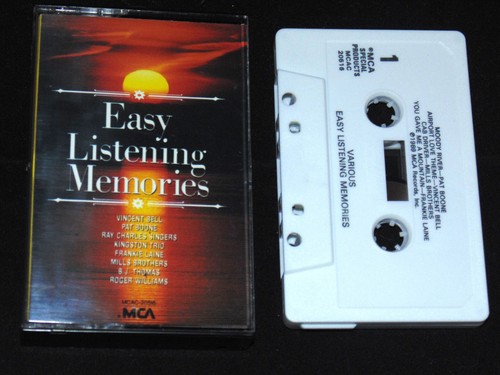 Easy
Listening
Memories
VINCENT BELL
PAT BOONE
RAY CHARLES SINGERS
KINGSTON TRIO
FRANKIE LAINE
MILLS BROTHERS
B.J. THOMAS
ROGER WILLIAMS
MCA
1
®MCA
SPECIAL
PRODUCTS
MCAC
20916
VARIOUS
EASY LISTENING MEMORIES
MOODY RIVER—PAT BOONE
AIRPORT LOVE THEME—VINCENT BELL
CAB DRIVER—MILLS BROTHERS
YOU GAVE ME A MOUNTAIN—FRANKIE LAINE
MCA Records, Inc.